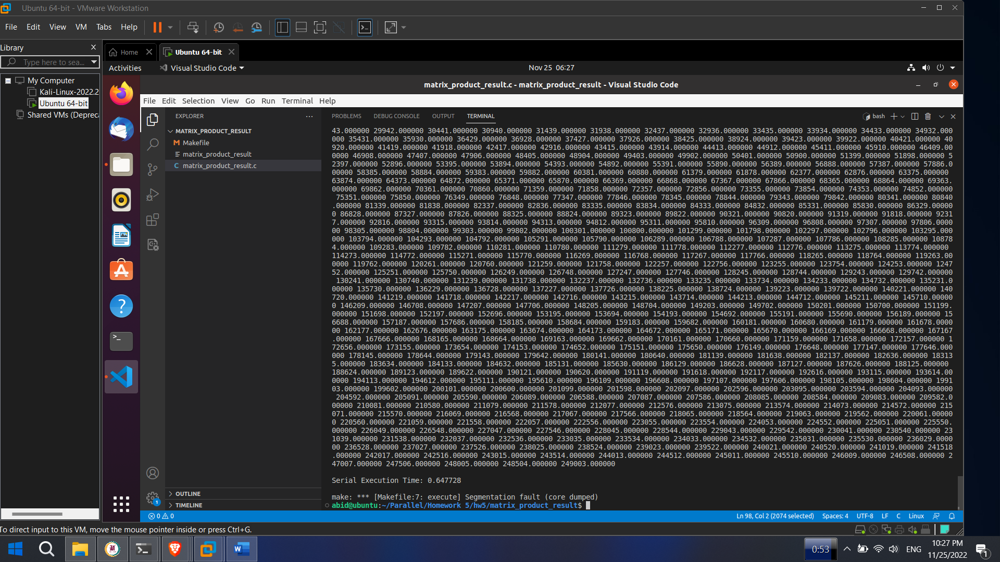 Ubuntu 64-bit - VMware Workstation
File Edit View VM Tabs Help
Library
Type here to sea...
Home
Ubuntu 64-bit
My Computer
Kali-Linux-2022.2
Ubuntu 64-bit
Shared VMs (Depreca
Activities
Visual Studio Code
Nov 25 06:27
matrix_product_result.c - matrix_product_result - Visual Studio Code
File Edit Selection View Go Run Terminal Help
EXPLORER
MATRIX_PRODUCT_RESULT
Makefile
matrix_product_result
C matrix_product_result.c
OUTLINE
TIMELINE
PROBLEMS DEBUG CONSOLE OUTPUT TERMINAL
bash
43.000000 29942.000000 30441.000000 30940.000000 31439.000000 31938.000000 32437.000000 32936.000000 33435.000000 33934.000000 34433.000000 34932.000
000 35431.000000 35930.000000 36429.000000 36928.000000 37427.000000 37926.000000 38425.000000 38924.000000 39423.000000 39922.000000 40421.000000 40
920.000000 41419.000000 41918.000000 42417.000000 42916.000000 43415.000000 43914.000000 44413.000000 44912.000000 45411.000000 45910.000000 46409.00
0000 46908.000000 47407.000000 47906.000000 48405.000000 48904.000000 49403.000000 49902.000000 50401.000000 50900.000000 51399.000000 51898.000000 5
2397.000000 52896.000000 53395.000000 53894.000000 54393.000000 54892.000000 55391.000000 55890.000000 56389.000000 56888.000000 57387.000000 57886.0
00000 58385.000000 58884.000000 59383.000000 59882.000000 60381.000000 60880.000000 61379.000000 61878.000000 62377.000000 62876.000000 63375.000000
63874.000000 64373.000000 64872.000000 65371.000000 65870.000000 66369.000000 66868.000000 67367.000000 67866.000000 68365.000000 68864.000000 69363.
000000 69862.000000 70361.000000 70860.000000 71359.000000 71858.000000 72357.000000 72856.000000 73355.000000 73854.000000 74353.000000 74852.000000
75351.000000 75850.000000 76349.000000 76848.000000 77347.000000 77846.000000 78345.000000 78844.000000 79343.000000 79842.000000 80341.000000 80840
.000000 81339.000000 81838.000000 82337.000000 82836.000000 83335.000000 83834.000000 84333.000000 84832.000000 85331.000000 85830.000000 86329.00000
0 86828.000000 87327.000000 87826.000000 88325.000000 88824.000000 89323.000000 89822.000000 90321.000000 90820.000000 91319.000000 91818.000000 9231
7.000000 92816.000000 93315.000000 93814.000000 94313.000000 94812.000000 95311.000000 95810.000000 96309.000000 96808.000000 97307.000000 97806.0000
00 98305.000000 98804.000000 99303.000000 99802.000000 100301.000000 100800.000000 101299.000000 101798.000000 102297.000000 102796.000000 103295.000
000 103794.000000 104293.000000 104792.000000 105291.000000 105790.000000 106289.000000 106788.000000 107287.000000 107786.000000 108285.000000 10878
4.000000 109283.000000 109782.000000 110281.000000 110780.000000 111279.000000 111778.000000 112277.000000 112776.000000 113275.000000 113774.000000
114273.000000 114772.000000 115271.000000 115770.000000 116269.000000 116768.000000 117267.000000 117766.000000 118265.000000 118764.000000 119263.00
0000 119762.000000 120261.000000 120760.000000 121259.000000 121758.000000 122257.000000 122756.000000 123255.000000 123754.000000 124253.000000 1247
52.000000 125251.000000 125750.000000 126249.000000 126748.000000 127247.000000 127746.000000 128245.000000 128744.000000 129243.000000 129742.000000
130241.000000 130740.000000 131239.000000 131738.000000 132237.000000 132736.000000 133235.000000 133734.000000 134233.000000 134732.000000 135231.0
00000 135730.000000 136229.000000 136728.000000 137227.000000 137726.000000 138225.000000 138724.000000 139223.000000 139722.000000 140221.000000 140
720.000000 141219.000000 141718.000000 142217.000000 142716.000000 143215.000000 143714.000000 144213.000000 144712.000000 145211.000000 145710.00000
0 146209.000000 146708.000000 147207.000000 147706.000000 148205.000000 148704.000000 149203.000000 149702.000000 150201.000000 150700.000000 151199.
000000 151698.000000 152197.000000 152696.000000 153195.000000 153694.000000 154193.000000 154692.000000 155191.000000 155690.000000 156189.000000 15
6688.000000 157187.000000 157686.000000 158185.000000 158684.000000 159183.000000 159682.000000 160181.000000 160680.000000 161179.000000 161678.0000
00 162177.000000 162676.000000 163175.000000 163674.000000 164173.000000 164672.000000 165171.000000 165670.000000 166169.000000 166668.000000 167167
.000000 167666.000000 168165.000000 168664.000000 169163.000000 169662.000000 170161.000000 170660.000000 171159.000000 171658.000000 172157.000000 1
72656.000000 173155.000000 173654.000000 174153.000000 174652.000000 175151.000000 175650.000000 176149.000000 176648.000000 177147.000000 177646.000
000 178145.000000 178644.000000 179143.000000 179642.000000 180141.000000 180640.000000 181139.000000 181638.000000 182137.000000 182636.000000 18313
5.000000 183634.000000 184133.000000 184632.000000 185131.000000 185630.000000 186129.000000 186628.000000 187127.000000 187626.000000 188125.000000
188624.000000 189123.000000 189622.000000 190121.000000 190620.000000 191119.000000 191618.000000 192117.000000 192616.000000 193115.000000 193614.00
0000 194113.000000 194612.000000 195111.000000 195610.000000 196109.000000 196608.000000 197107.000000 197606.000000 198105.000000 198604.000000 1991
03.000000 199602.000000 200101.000000 200600.000000 201099.000000 201598.000000 202097.000000 202596.000000 203095.000000 203594.000000 204093.000000
204592.000000 205091.000000 205590.000000 206089.000000 206588.000000 207087.000000 207586.000000 208085.000000 208584.000000 209083.000000 209582.0
00000 210081.000000 210580.000000 211079.000000 211578.000000 212077.000000 212576.000000 213075.000000 213574.000000 214073.000000 214572.000000 215
071.000000 215570.000000 216069.000000 216568.000000 217067.000000 217566.000000 218065.000000 218564.000000 219063.000000 219562.000000 220061.00000
0 220560.000000 221059.000000 221558.000000 222057.000000 222556.000000 223055.000000 223554.000000 224053.000000 224552.000000 225051.000000 225550.
000000 226049.000000 226548.000000 227047.000000 227546.000000 228045.000000 228544.000000 229043.000000 229542.000000 230041.000000 230540.000000 23
1039.000000 231538.000000 232037.000000 232536.000000 233035.000000 233534.000000 234033.000000 234532.000000 235031.000000 235530.000000 236029.0000
00 236528.000000 237027.000000 237526.000000 238025.000000 238524.000000 239023.000000 239522.000000 240021.000000 240520.000000 241019.000000 241518
.000000 242017.000000 242516.000000 243015.000000 243514.000000 244013.000000 244512.000000 245011.000000 245510.000000 246009.000000 246508.000000 2
47007.000000 247506.000000 248005.000000 248504.000000 249003.000000
Serial Execution Time: 0.647728
make: *** [Makefile:7: execute] Segmentation fault (core dumped)
abid@ubuntu:~/Parallel/Homework 5/hw5/matrix_product_result$
0 0
Ln 98, Col 2 (2074 selected) Spaces: 4 UTF-8 LF C Linux
To direct input to this VM, move the mouse pointer inside or press Ctrl+G.
0:53
ENG
10:27 PM
11/25/2022
1